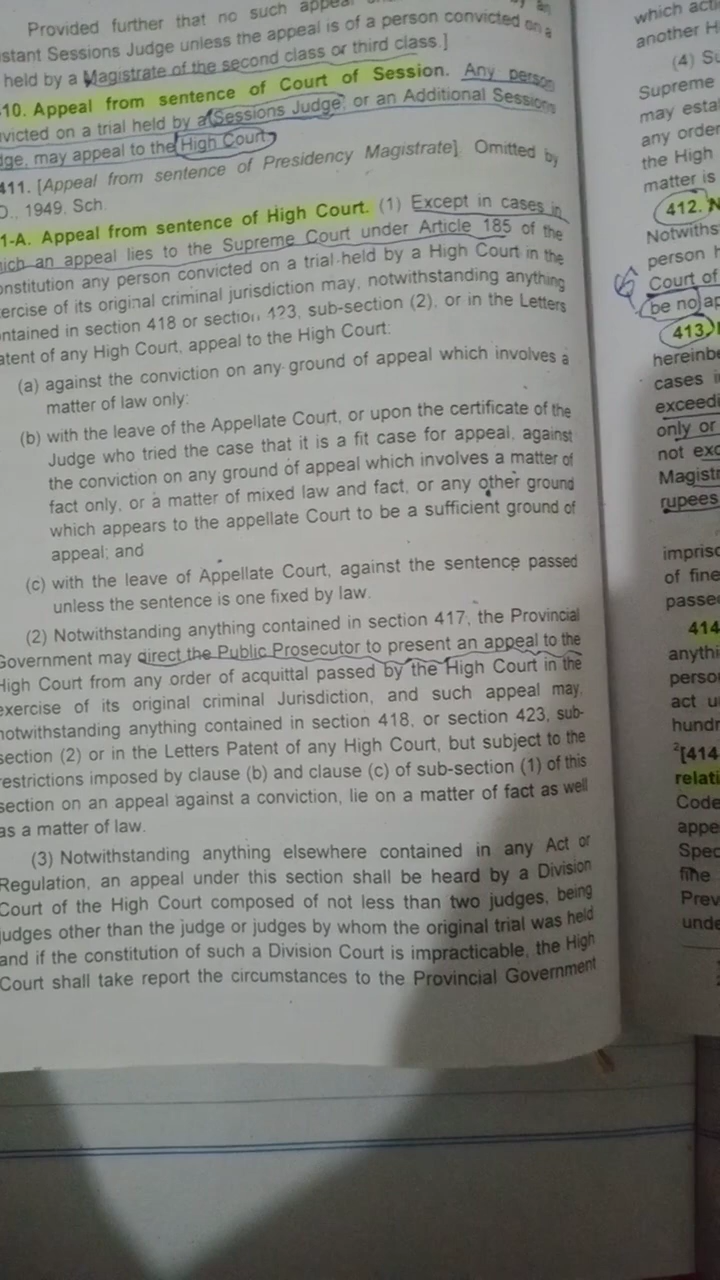 Provided further that no such appeal
stant Sessions Judge unless the appeal is of a person convicted on a
held by a Magistrate of the second class or third class.]
10. Appeal from sentence of Court of Session. Any person
victed on a trial held by a Sessions Judge, or an Additional Sessions
dge, may appeal to the High Court.
411. [Appeal from sentence of Presidency Magistrate]. Omitted by
O., 1949. Sch.
1-A. Appeal from sentence of High Court. (1) Except in cases in
hich an appeal lies to the Supreme Court under Article 185 of the
onstitution any person convicted on a trial held by a High Court in the
ercise of its original criminal jurisdiction may, notwithstanding anything
ntained in section 418 or section 423, sub-section (2), or in the Letters
atent of any High Court, appeal to the High Court:
(a) against the conviction on any ground of appeal which involves a
matter of law only:
(b) with the leave of the Appellate Court, or upon the certificate of the
Judge who tried the case that it is a fit case for appeal, against
the conviction on any ground of appeal which involves a matter of
fact only, or a matter of mixed law and fact, or any other ground
which appears to the appellate Court to be a sufficient ground of
appeal; and
(c) with the leave of Appellate Court, against the sentence passed
unless the sentence is one fixed by law.
(2) Notwithstanding anything contained in section 417, the Provincial
Government may direct the Public Prosecutor to present an appeal to the
High Court from any order of acquittal passed by the High Court in the
exercise of its original criminal Jurisdiction, and such appeal may,
notwithstanding anything contained in section 418, or section 423, sub-
section (2) or in the Letters Patent of any High Court, but subject to the
restrictions imposed by clause (b) and clause (c) of sub-section (1) of this
section on an appeal against a conviction, lie on a matter of fact as well
as a matter of law.
(3) Notwithstanding anything elsewhere contained in any Act or
Regulation, an appeal under this section shall be heard by a Division
Court of the High Court composed of not less than two judges, being
judges other than the judge or judges by whom the original trial was held
and if the constitution of such a Division Court is impracticable, the High
Court shall take report the circumstances to the Provincial Government
which acti
another H
(4) Su
Supreme
may estab
any order
the High
matter is
412. N
Notwiths
person h
Court of
be no ap
413.
hereinbe
cases i
exceedi
only or
not exc
Magistr
rupees
impriso
of fine
passe
414
anythi
perso
act u
hundr
2[414
relati
Code
appe
Spec
fine
Prev
unde